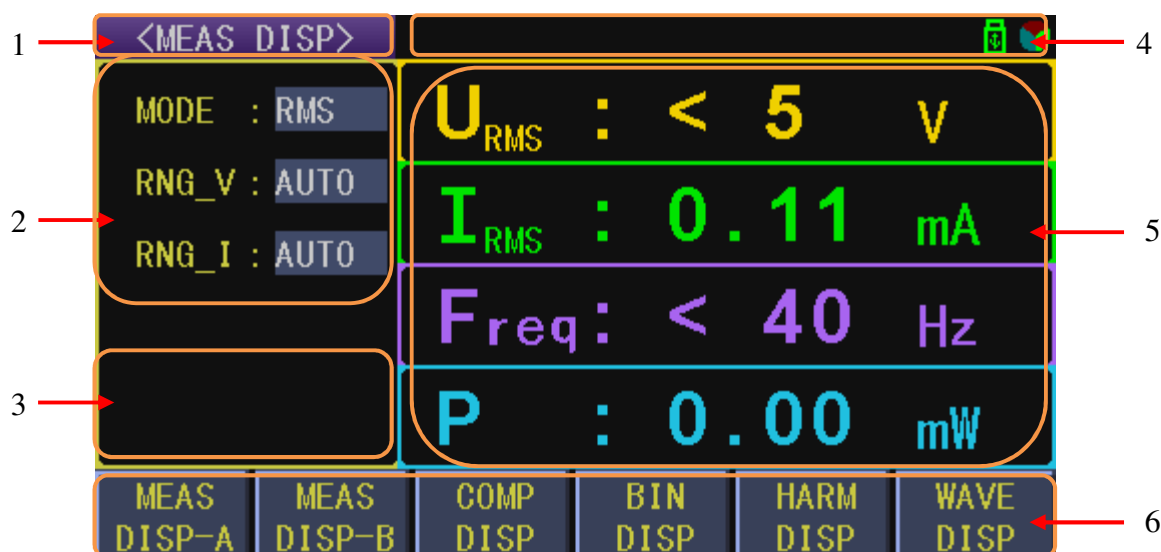 1
<MEAS DISP>
4
MODE : RMS
RNG_V : AUTO
RNG_I : AUTO
2
3
URMS : < 5 V
IRMS : 0.11 mA
5
Freq : < 40 Hz
P : 0.00 mW
MEAS DISP-A
MEAS DISP-B
COMP DISP
BIN DISP
HARM DISP
WAVE DISP
6